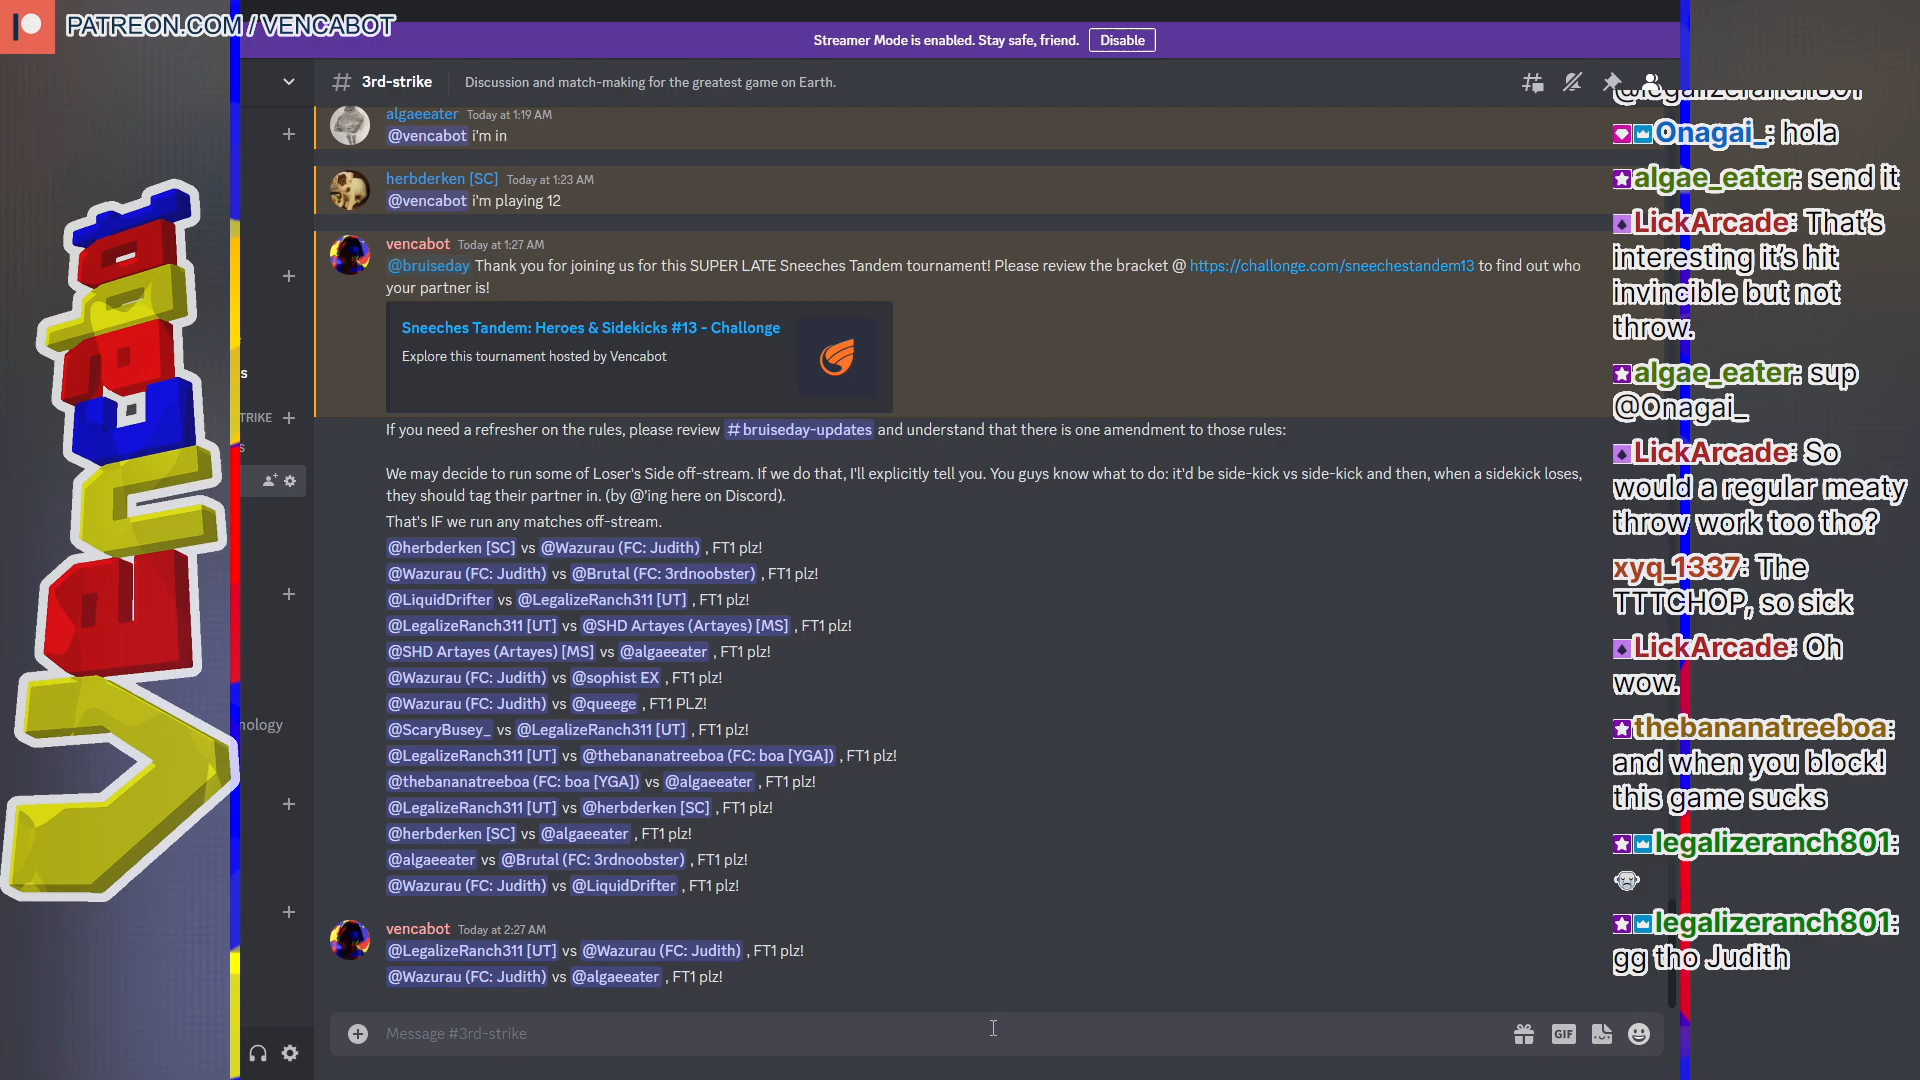 PATREON.COM / VENCABOT
Streamer Mode is enabled. Stay safe, friend. Disable
3rd-strike Discussion and match-making for the greatest game on Earth.
algaeeater Today at 1:19 AM
@vencabot i'm in
herbderken [SC] Today at 1:23 AM
@vencabot i'm playing 12
vencabot Today at 1:27 AM
@bruiseday Thank you for joining us for this SUPER LATE Sneeches Tandem tournament! Please review the bracket @ https://challonge.com/sneechestandem13 to find out who
your partner is!
Sneeches Tandem: Heroes & Sidekicks #13 - Challonge
Explore this tournament hosted by Vencabot
If you need a refresher on the rules, please review # bruiseday-updates and understand that there is one amendment to those rules:
We may decide to run some of Loser's Side off-stream. If we do that, I'll explicitly tell you. You guys know what to do: it'd be side-kick vs side-kick and then, when a sidekick loses,
they should tag their partner in. (by @'ing here on Discord).
That's IF we run any matches off-stream.
@herbderken [SC] vs @Wazurau (FC: Judith) , FT1 plz!
@Wazurau (FC: Judith) vs @Brutal (FC: 3rdnoobster) , FT1 plz!
@LiquidDrifter vs @LegalizeRanch311 [UT] , FT1 plz!
@LegalizeRanch311 [UT] vs @SHD Artayes (Artayes) [MS] , FT1 plz!
@SHD Artayes (Artayes) [MS] vs @algaeeater , FT1 plz!
@Wazurau (FC: Judith) vs @sophist EX , FT1 plz!
@Wazurau (FC: Judith) vs @queege , FT1 PLZ!
@ScaryBusey_ vs @LegalizeRanch311 [UT] , FT1 plz!
@LegalizeRanch311 [UT] vs @thebananatreeboa (FC: boa [YGA]) , FT1 plz!
@thebananatreeboa (FC: boa [YGA]) vs @algaeeater , FT1 plz!
@LegalizeRanch311 [UT] vs @herbderken [SC] , FT1 plz!
@herbderken [SC] vs @algaeeater , FT1 plz!
@algaeeater vs @Brutal (FC: 3rdnoobster) , FT1 plz!
@Wazurau (FC: Judith) vs @LiquidDrifter , FT1 plz!
vencabot Today at 2:27 AM
@LegalizeRanch311 [UT] vs @Wazurau (FC: Judith) , FT1 plz!
@Wazurau (FC: Judith) vs @algaeeater , FT1 plz!
Message #3rd-strike
GIF
s
TRIKE
s
nology
vencabot
@legalizeranch801
Onagai_: hola
algae_eater: send it
LickArcade: That's
interesting it's hit
invincible but not
throw.
algae_eater: sup
@Onagai_
LickArcade: So
would a regular meaty
throw work too tho?
xyq_1337: The
TTTCHOP, so sick
LickArcade: Oh
wow.
thebananatreeboa:
and when you block!
this game sucks
legalizeranch801:
legalizeranch801:
gg tho Judith